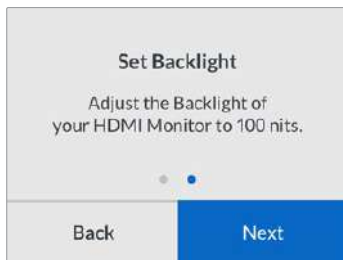 Set Backlight
Adjust the Backlight of
your HDMI Monitor to 100 nits.
Back
Next